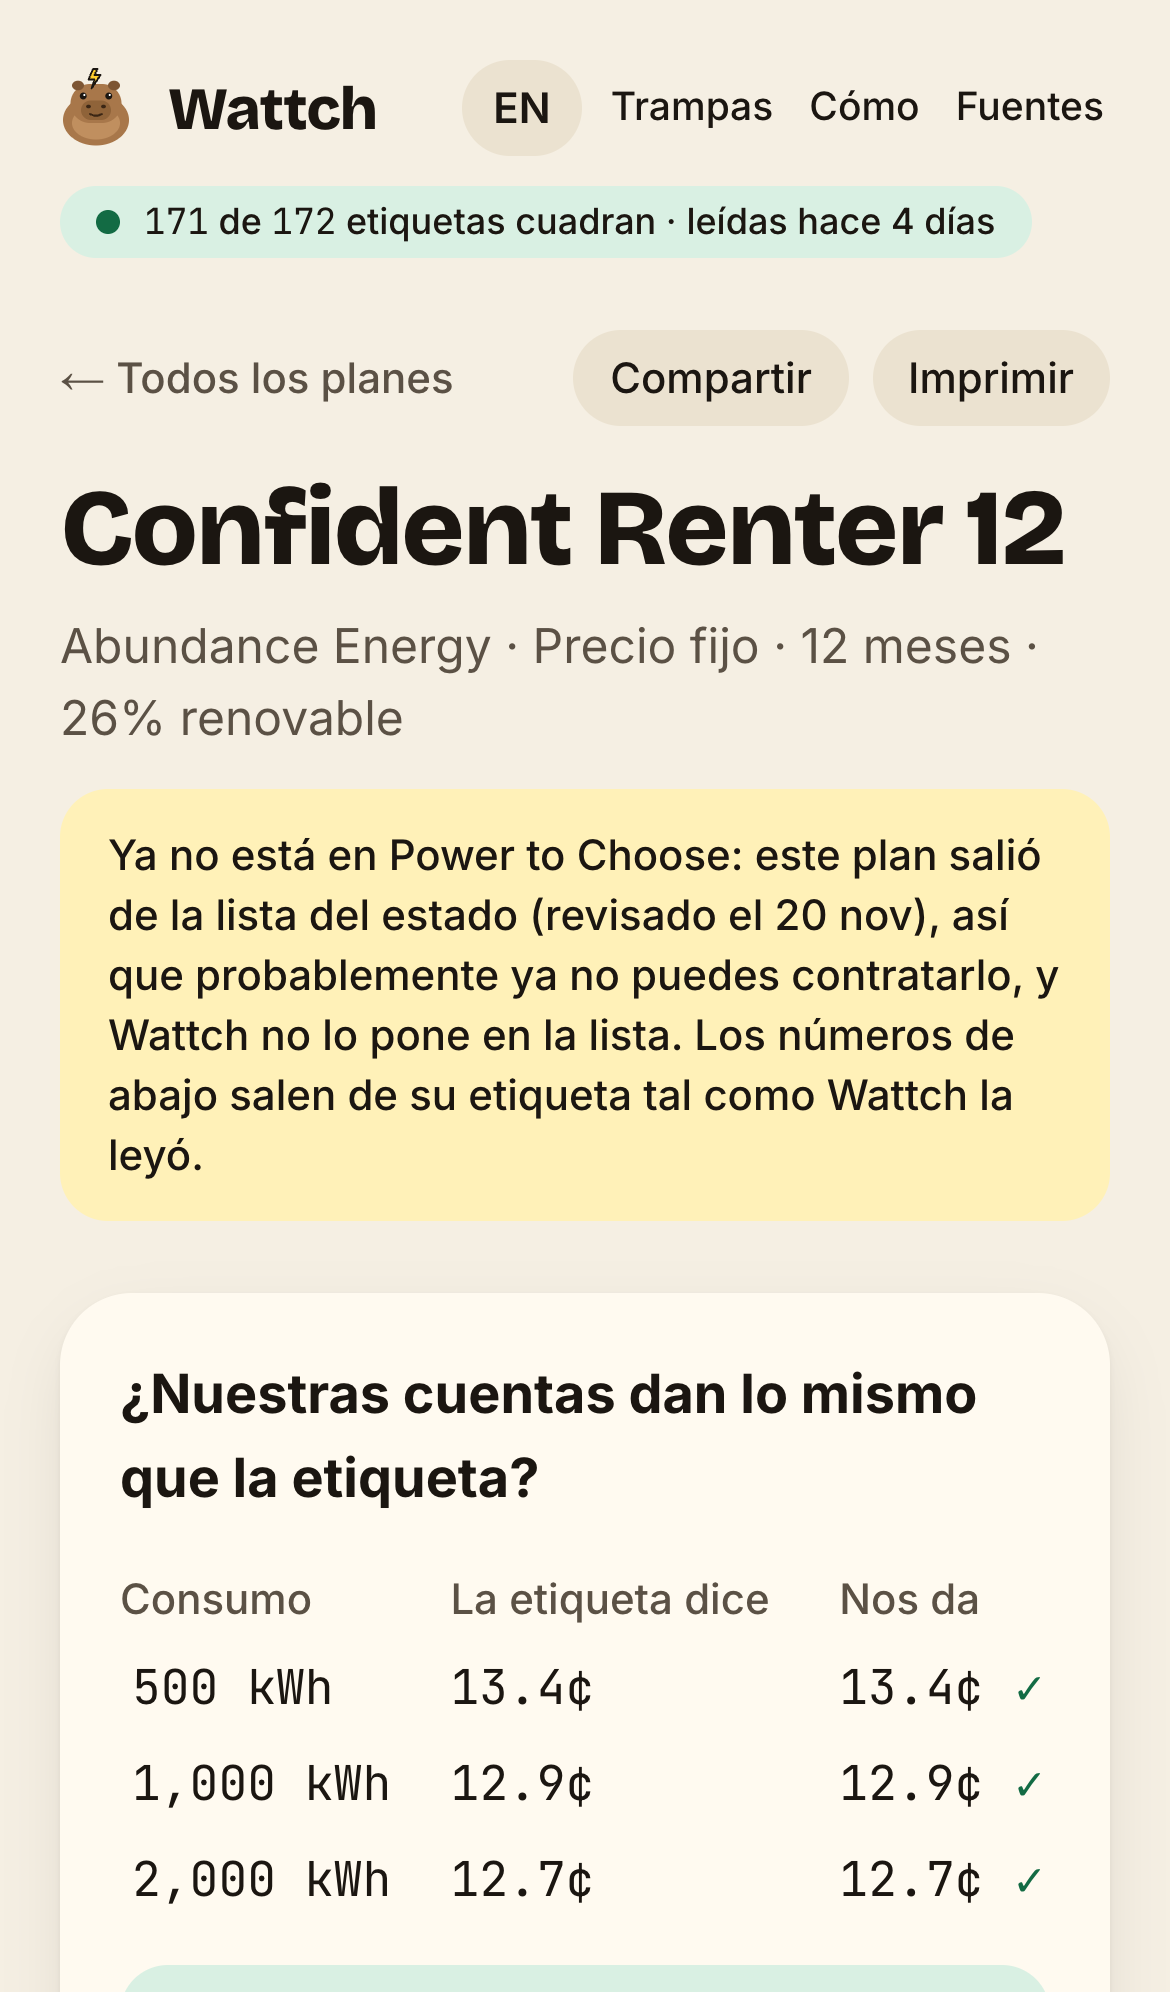 Wattch
EN
Trampas
Cómo
Fuentes
171 de 172 etiquetas cuadran · leídas hace 4 días
← Todos los planes
Compartir
Imprimir
Confident Renter 12
Abundance Energy · Precio fijo · 12 meses ·
26% renovable
Ya no está en Power to Choose: este plan salió
de la lista del estado (revisado el 20 nov), así
que probablemente ya no puedes contratarlo, y
Wattch no lo pone en la lista. Los números de
abajo salen de su etiqueta tal como Wattch la
leyó.
¿Nuestras cuentas dan lo mismo
que la etiqueta?
Consumo La etiqueta dice Nos da
500 kWh 13.4¢ 13.4¢ ✓
1,000 kWh 12.9¢ 12.9¢ ✓
2,000 kWh 12.7¢ 12.7¢ ✓